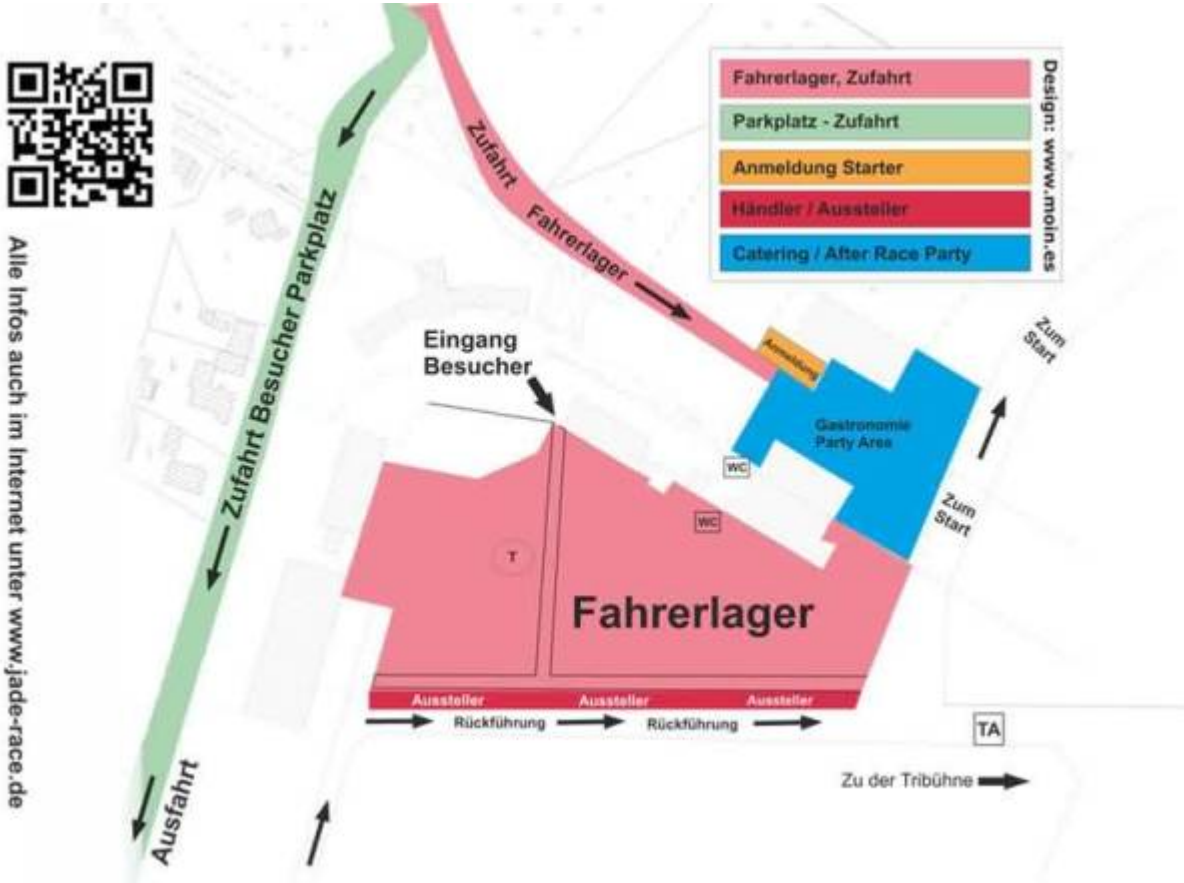 Alle Infos auch im Internet unter www.jade-race.de
Fahrerlager, Zufahrt
Parkplatz - Zufahrt
Anmeldung Starter
Händler / Aussteller
Catering / After Race Party
Design: www.moin.es
Zufahrt
Fahrerlager
Zufahrt Besucher Parkplatz
Eingang
Besucher
Anmeldung
Gastronomie
Party Area
Zum
Start
Zum
Start
WC
WC
T
Fahrerlager
Aussteller
Aussteller
Aussteller
Rückführung
Rückführung
TA
Zu der Tribühne
Ausfahrt